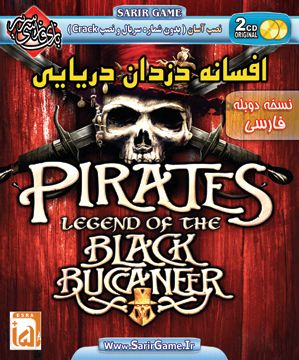 SARIR GAME
نصب آسان ( بدون شماره سریال و نصب Crack)
2CD
ORIGINAL
افسانه دزدان دریایی
نسخه دوبله
فارسی
PIRATES
LEGEND OF THE
BLACK
BUCCANEER
ESRA
www.SarirGame.Ir